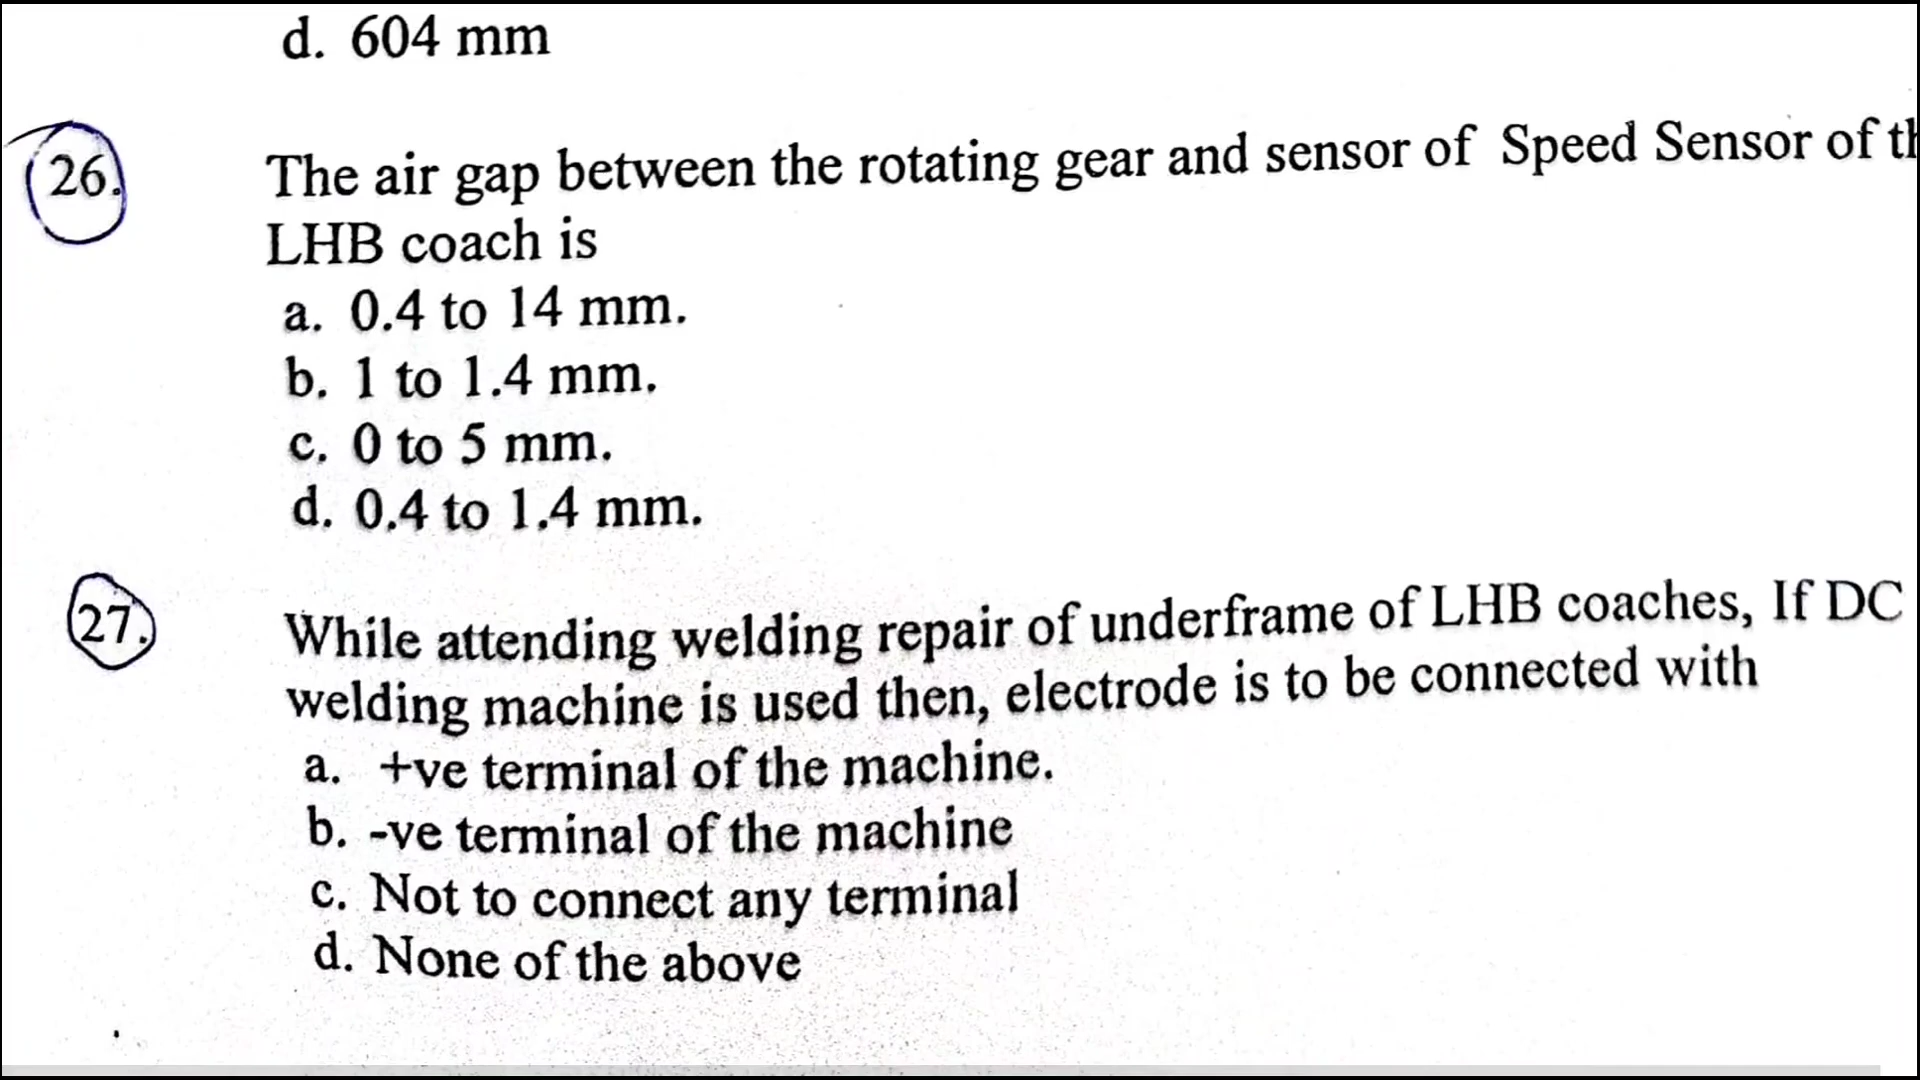 d. 604 mm
26. The air gap between the rotating gear and sensor of Speed Sensor of th
LHB coach is
a. 0.4 to 14 mm.
b. 1 to 1.4 mm.
c. 0 to 5 mm.
d. 0.4 to 1.4 mm.
27. While attending welding repair of underframe of LHB coaches, If DC
welding machine is used then, electrode is to be connected with
a. +ve terminal of the machine.
b. -ve terminal of the machine
c. Not to connect any terminal
d. None of the above